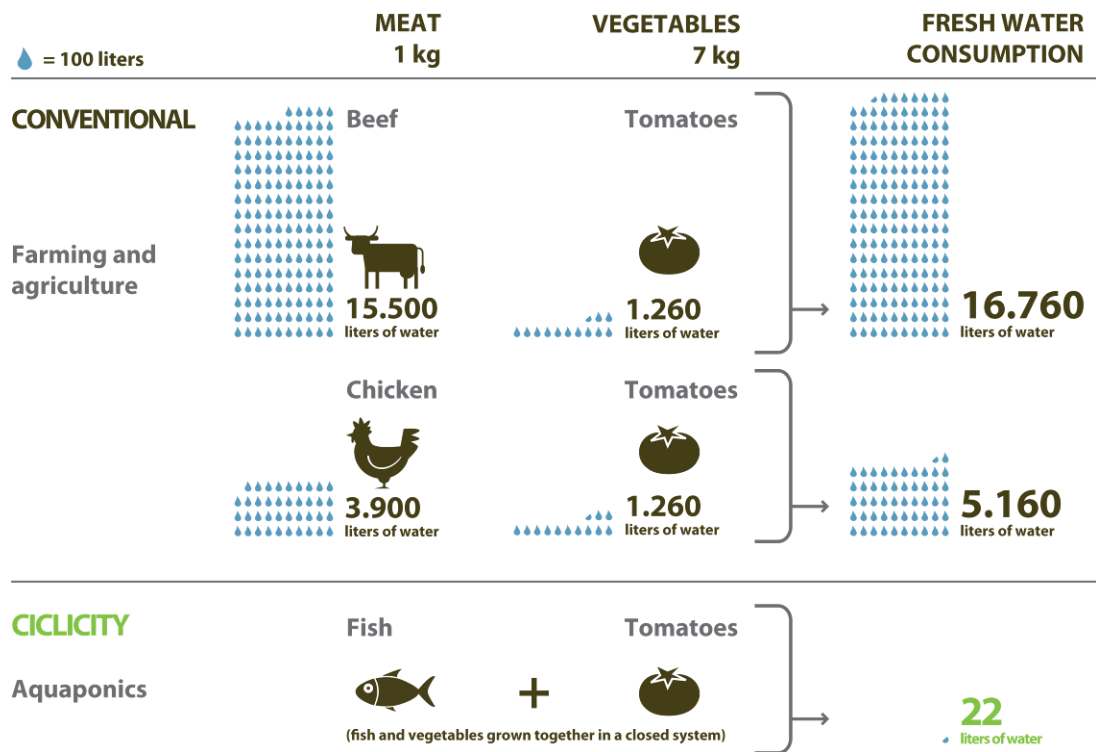 = 100 liters
MEAT
1 kg
VEGETABLES
7 kg
FRESH WATER
CONSUMPTION
CONVENTIONAL
Farming and
agriculture
Beef
15.500
liters of water
Tomatoes
1.260
liters of water
16.760
liters of water
Chicken
3.900
liters of water
Tomatoes
1.260
liters of water
5.160
liters of water
CICLICITY
Aquaponics
Fish
+
Tomatoes
(fish and vegetables grown together in a closed system)
22
liters of water